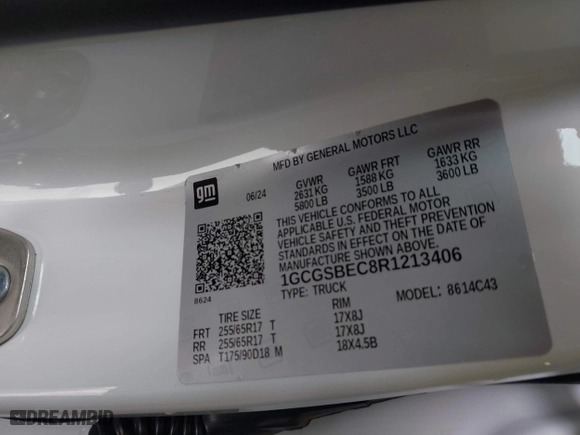 MFD BY GENERAL MOTORS LLC
gm
06/24
GVWR GAWR FRT GAWR RR
2631 KG 1588 KG 1633 KG
5800 LB 3500 LB 3600 LB
THIS VEHICLE CONFORMS TO ALL
APPLICABLE U.S. FEDERAL MOTOR
VEHICLE SAFETY AND THEFT PREVENTION
STANDARDS IN EFFECT ON THE DATE OF
MANUFACTURE SHOWN ABOVE.
1GCGSBEC8R1213406
8624
TYPE: TRUCK MODEL: 8614C43
TIRE SIZE RIM
FRT 255/65R17 T 17X8J
RR 255/65R17 T 17X8J
SPA T175/90D18 M 18X4.5B
DREAMBID